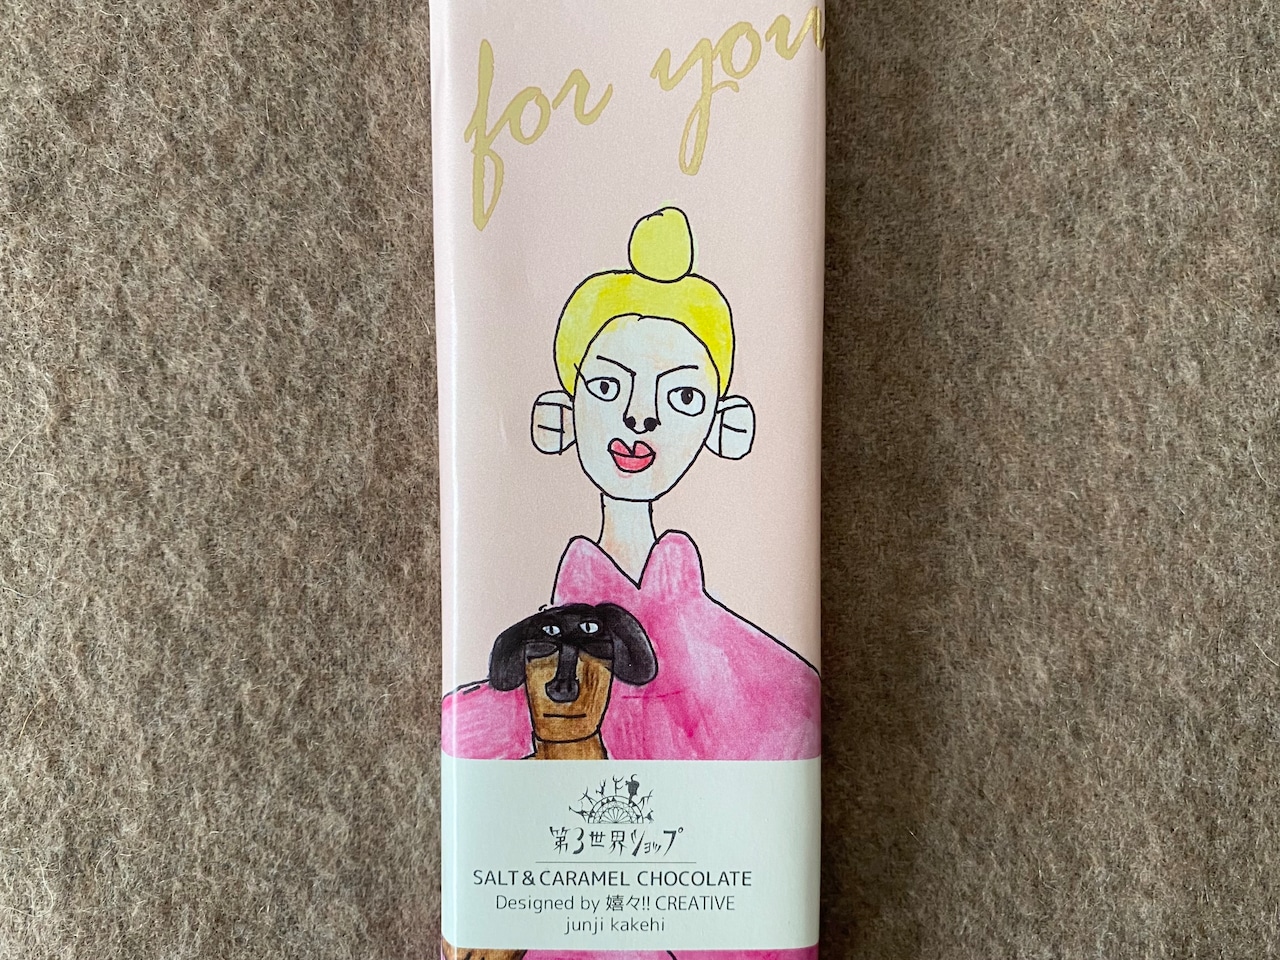 for you
第3世界ショップ
SALT & CARAMEL CHOCOLATE
Designed by 嬉々!! CREATIVE
junji kakehi